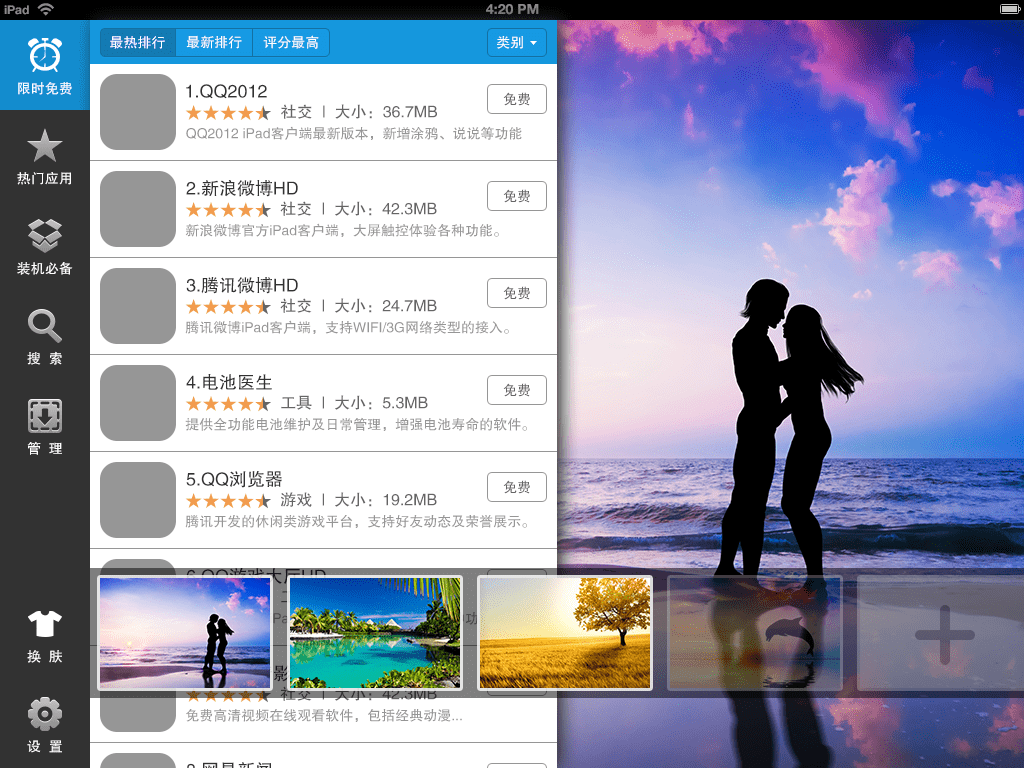 iPad
4:20 PM
限时免费
热门应用
装机必备
搜 索
管 理
换 肤
设 置
最热排行 最新排行 评分最高 类别
1.QQ2012
社交 | 大小：36.7MB
QQ2012 iPad客户端最新版本，新增涂鸦、说说等功能
免费
2.新浪微博HD
社交 | 大小：42.3MB
新浪微博官方iPad客户端，大屏触控体验各种功能。
免费
3.腾讯微博HD
社交 | 大小：24.7MB
腾讯微博iPad客户端，支持WIFI/3G网络类型的接入。
免费
4.电池医生
工具 | 大小：5.3MB
提供全功能电池维护及日常管理，增强电池寿命的软件。
免费
5.QQ浏览器
游戏 | 大小：19.2MB
腾讯开发的休闲类游戏平台，支持好友动态及荣誉展示。
免费
6.QQ游戏大厅HD
社交 | 大小：42.3MB
免费高清视频在线观看软件，包括经典动漫...